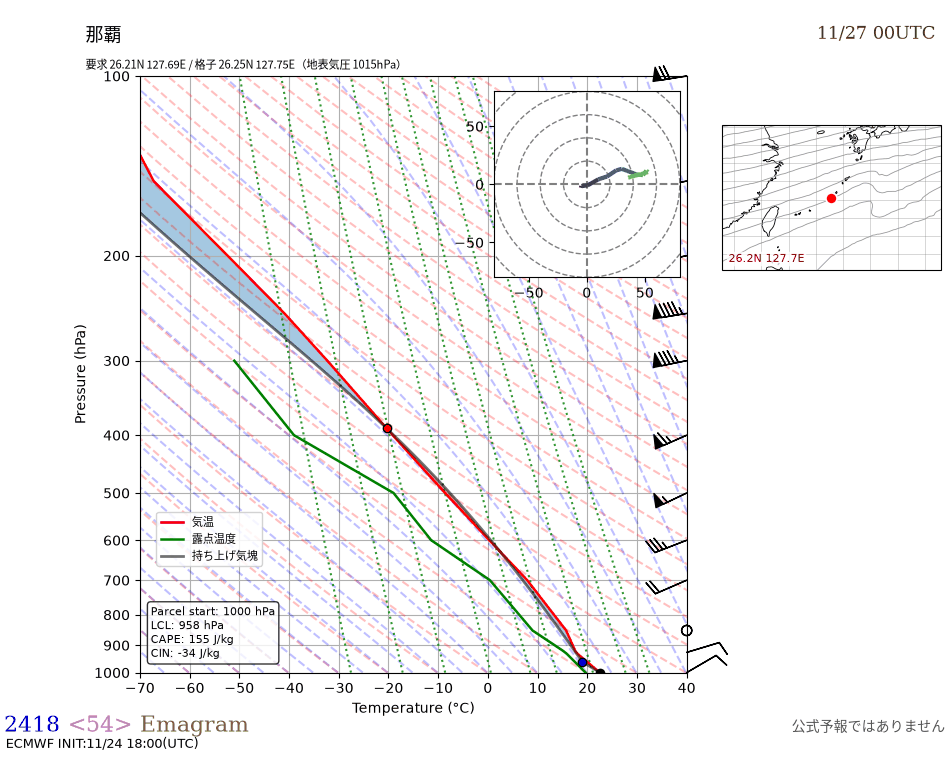 那覇
11/27 00UTC
要求 26.21N 127.69E / 格子 26.25N 127.75E（地表気圧 1015hPa）
100
200
300
400
500
600
700
800
900
1000
Pressure (hPa)
−70
−60
−50
−40
−30
−20
−10
0
10
20
30
40
Temperature (°C)
50
0
−50
−50
0
50
気温
露点温度
持ち上げ気塊
Parcel start: 1000 hPa
LCL: 958 hPa
CAPE: 155 J/kg
CIN: -34 J/kg
26.2N 127.7E
2418 <54> Emagram
公式予報ではありません
ECMWF INIT:11/24 18:00(UTC)